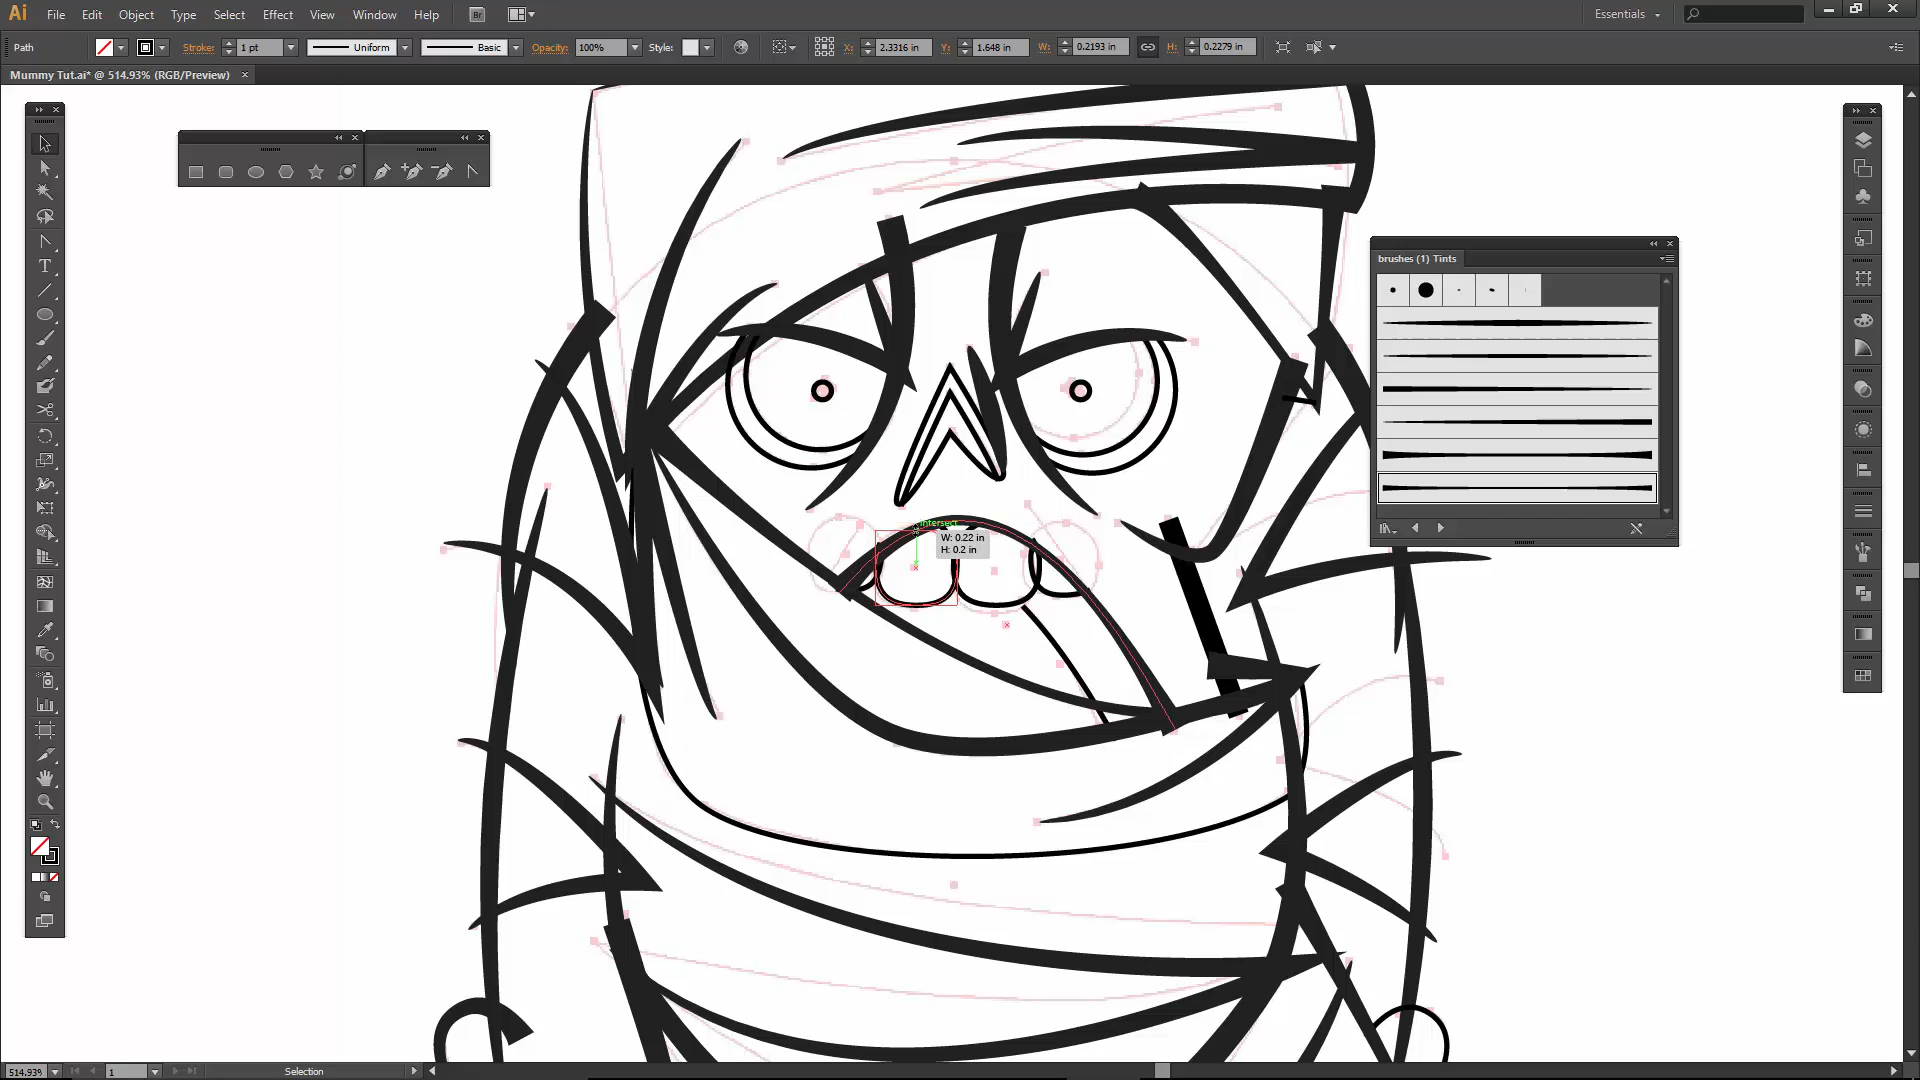 Ai File Edit Object Type Select Effect View Window Help Br Essentials
Path Stroke: 1 pt Uniform Basic Opacity: 100% Style: X: 2.3316 in Y: 1.648 in W: 0.2193 in H: 0.2279 in
Mummy Tut.ai* @ 514.93% (RGB/Preview)
brushes (1) Tints
intersect
W: 0.22 in
H: 0.2 in
514.93% 1 Selection